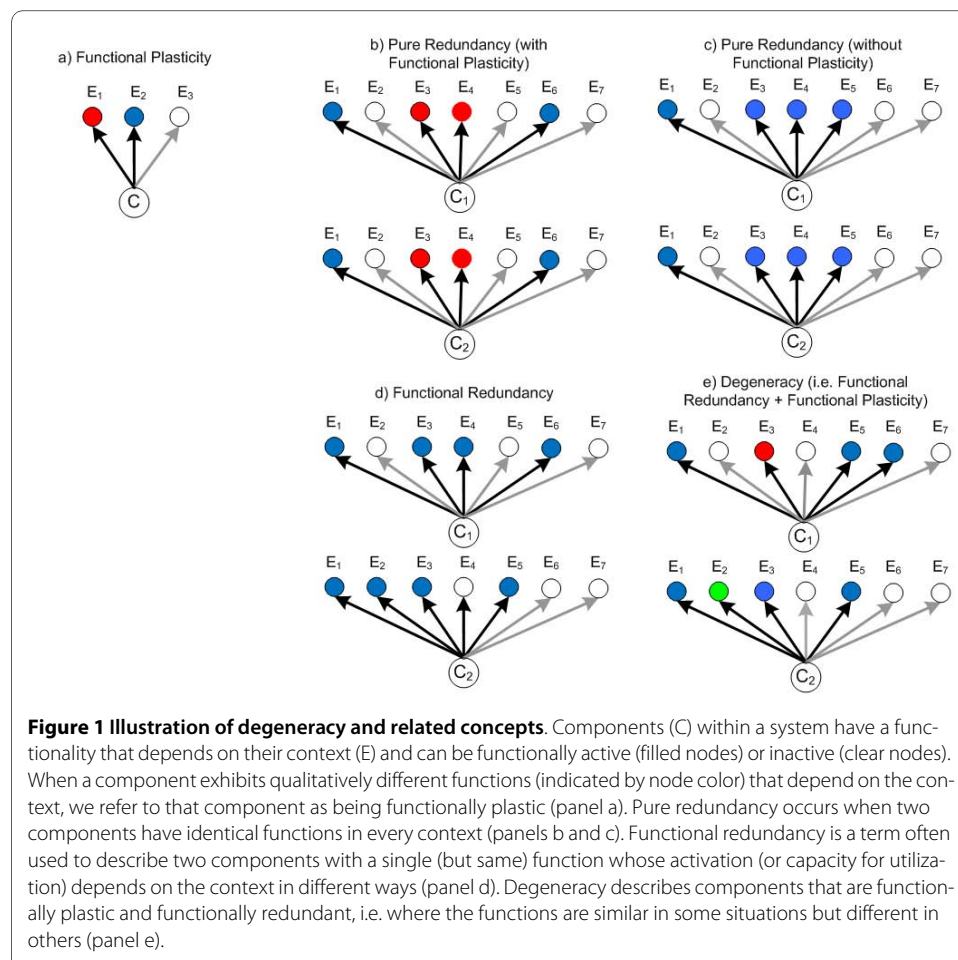 a) Functional Plasticity
E₁ E₂ E₃
C
b) Pure Redundancy (with
Functional Plasticity)
E₁ E₂ E₃ E₄ E₅ E₆ E₇
C₁
E₁ E₂ E₃ E₄ E₅ E₆ E₇
C₂
c) Pure Redundancy (without
Functional Plasticity)
E₁ E₂ E₃ E₄ E₅ E₆ E₇
C₁
E₁ E₂ E₃ E₄ E₅ E₆ E₇
C₂
d) Functional Redundancy
E₁ E₂ E₃ E₄ E₅ E₆ E₇
C₁
E₁ E₂ E₃ E₄ E₅ E₆ E₇
C₂
e) Degeneracy (i.e. Functional
Redundancy + Functional Plasticity)
E₁ E₂ E₃ E₄ E₅ E₆ E₇
C₁
E₁ E₂ E₃ E₄ E₅ E₆ E₇
C₂
Figure 1 Illustration of degeneracy and related concepts. Components (C) within a system have a func-
tionality that depends on their context (E) and can be functionally active (filled nodes) or inactive (clear nodes).
When a component exhibits qualitatively different functions (indicated by node color) that depend on the con-
text, we refer to that component as being functionally plastic (panel a). Pure redundancy occurs when two
components have identical functions in every context (panels b and c). Functional redundancy is a term often
used to describe two components with a single (but same) function whose activation (or capacity for utiliza-
tion) depends on the context in different ways (panel d). Degeneracy describes components that are function-
ally plastic and functionally redundant, i.e. where the functions are similar in some situations but different in
others (panel e).